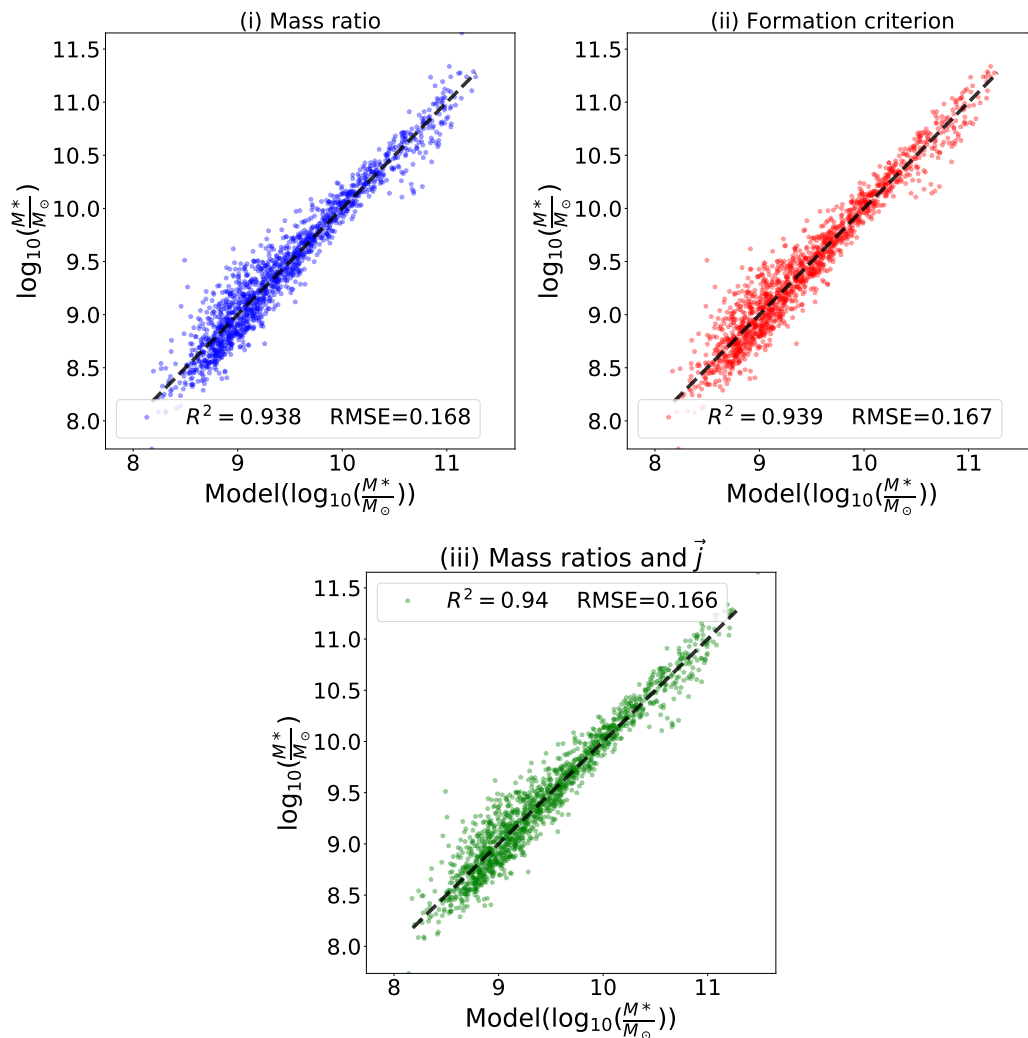 (i) Mass ratio
11.5
11.0
10.5
10.0
9.5
9.0
8.5
8.0
log₁₀(M*/M⊙)
R² = 0.938 RMSE=0.168
8 9 10 11
Model(log₁₀(M*/M⊙))
(ii) Formation criterion
11.5
11.0
10.5
10.0
9.5
9.0
8.5
8.0
log₁₀(M*/M⊙)
R² = 0.939 RMSE=0.167
8 9 10 11
Model(log₁₀(M*/M⊙))
(iii) Mass ratios and j⃗
11.5
11.0
10.5
10.0
9.5
9.0
8.5
8.0
log₁₀(M*/M⊙)
R² = 0.94 RMSE=0.166
8 9 10 11
Model(log₁₀(M*/M⊙))